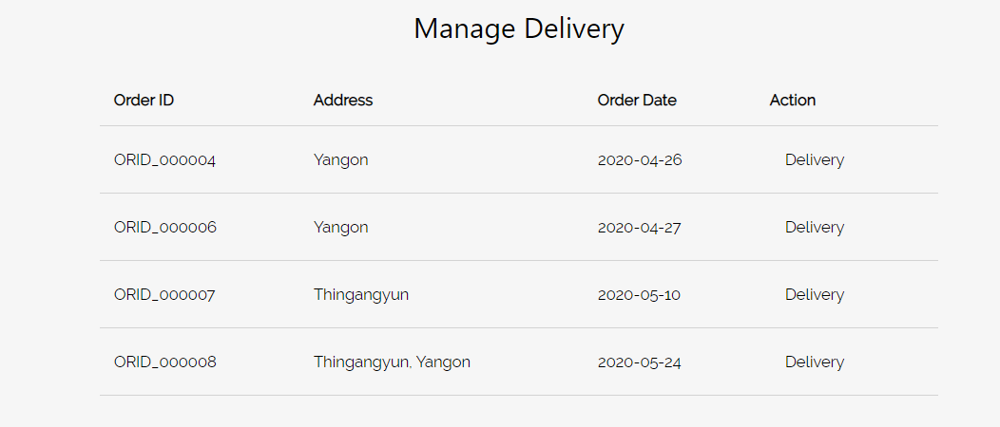 Manage Delivery
Order ID Address Order Date Action
ORID_000004 Yangon 2020-04-26 Delivery
ORID_000006 Yangon 2020-04-27 Delivery
ORID_000007 Thingangyun 2020-05-10 Delivery
ORID_000008 Thingangyun, Yangon 2020-05-24 Delivery